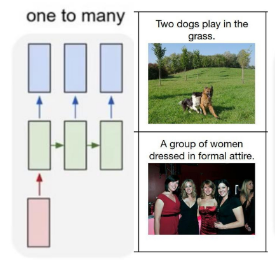 one to many
Two dogs play in the
grass.
A group of women
dressed in formal attire.